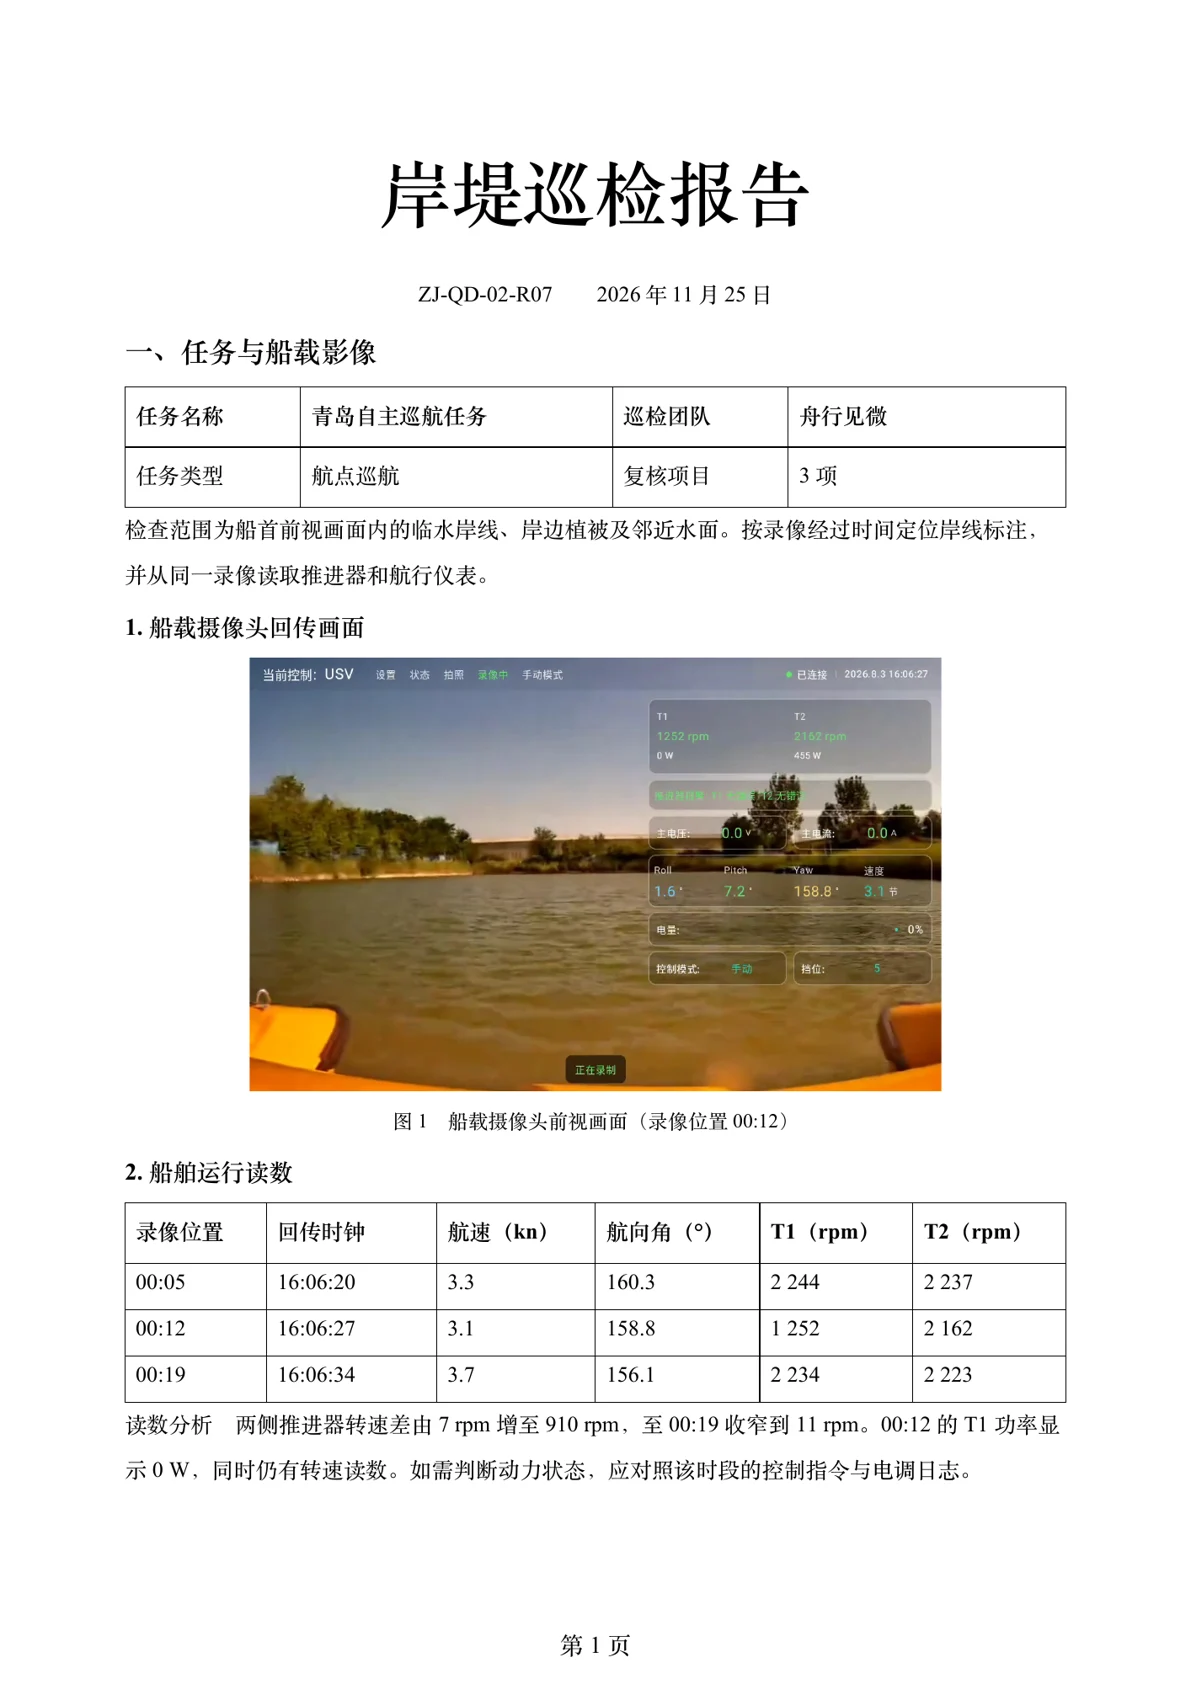 岸堤巡检报告
ZJ-QD-02-R07 2026 年 11 月 25 日
一、任务与船载影像
任务名称 青岛自主巡航任务 巡检团队 舟行见微
任务类型 航点巡航 复核项目 3 项
检查范围为船首前视画面内的临水岸线、岸边植被及邻近水面。按录像经过时间定位岸线标注，
并从同一录像读取推进器和航行仪表。
1. 船载摄像头回传画面
当前控制：USV 设置 状态 拍照 录像中 手动模式 已连接 2026.8.3 16:06:27
T1 T2
1252 rpm 2162 rpm
0 W 455 W
T2 无错误
主电压: 0.0 V 主电流: 0.0 A
Roll Pitch Yaw 速度
1.6 ° 7.2 ° 158.8 ° 3.1 节
电量: 0%
控制模式: 手动 挡位: 5
正在录制
图 1 船载摄像头前视画面（录像位置 00:12）
2. 船舶运行读数
录像位置 回传时钟 航速（kn） 航向角（°） T1（rpm） T2（rpm）
00:05 16:06:20 3.3 160.3 2 244 2 237
00:12 16:06:27 3.1 158.8 1 252 2 162
00:19 16:06:34 3.7 156.1 2 234 2 223
读数分析 两侧推进器转速差由 7 rpm 增至 910 rpm，至 00:19 收窄到 11 rpm。00:12 的 T1 功率显
示 0 W，同时仍有转速读数。如需判断动力状态，应对照该时段的控制指令与电调日志。
第 1 页